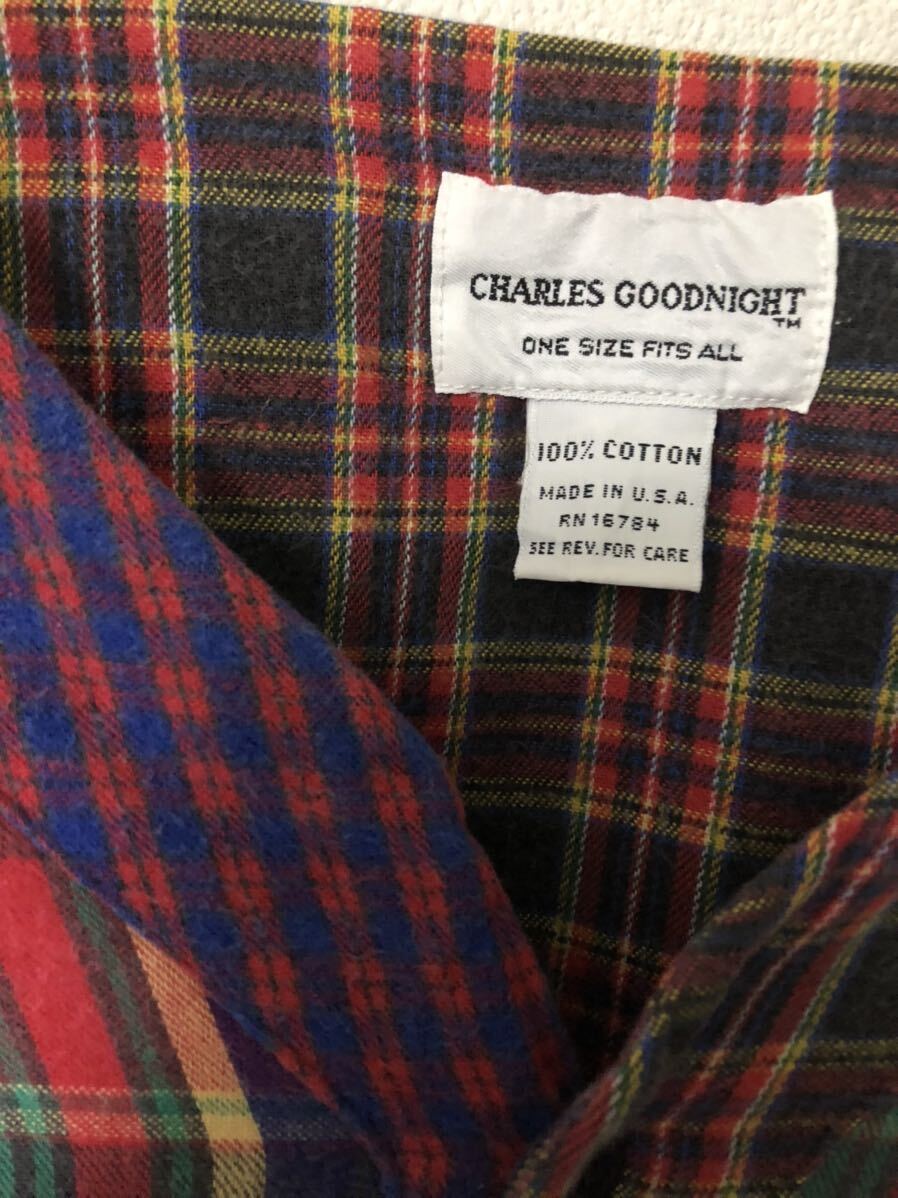 CHARLES GOODNIGHT
TM
ONE SIZE FITS ALL
100% COTTON
MADE IN U.S.A.
RN 16784
SEE REV. FOR CARE